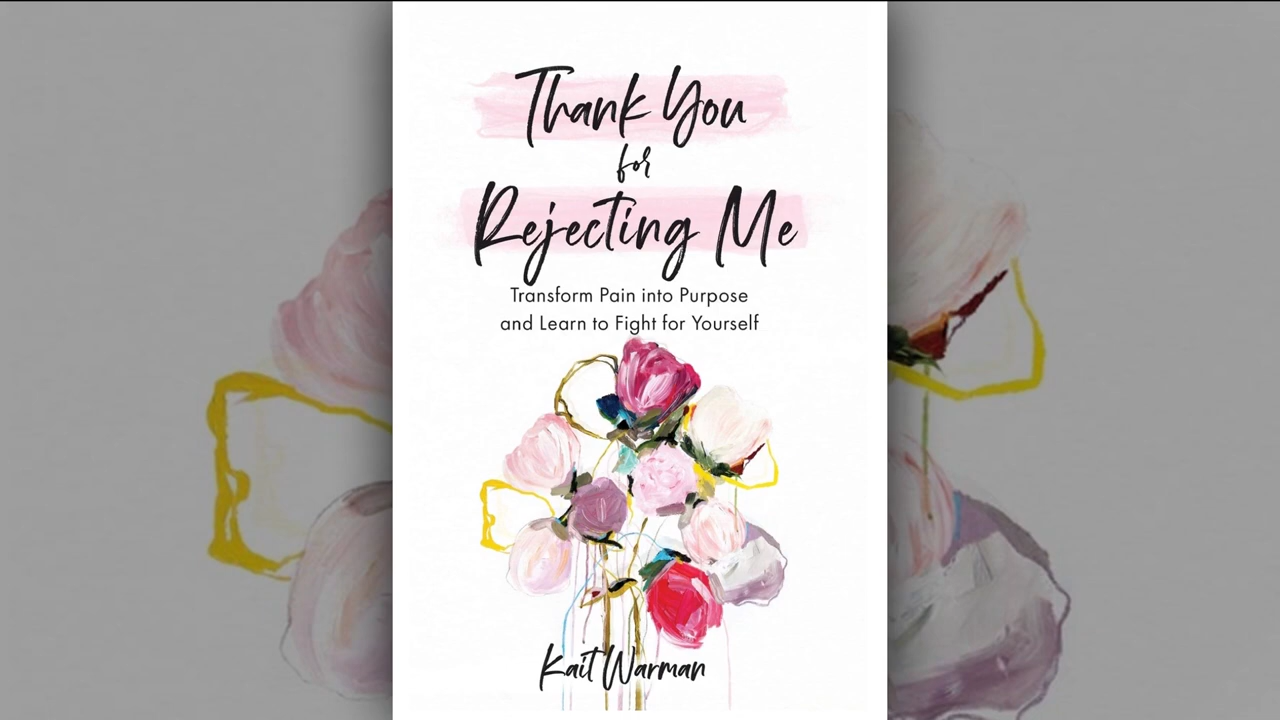 Thank You
for
Rejecting Me
Transform Pain into Purpose
and Learn to Fight for Yourself
Kait Warman